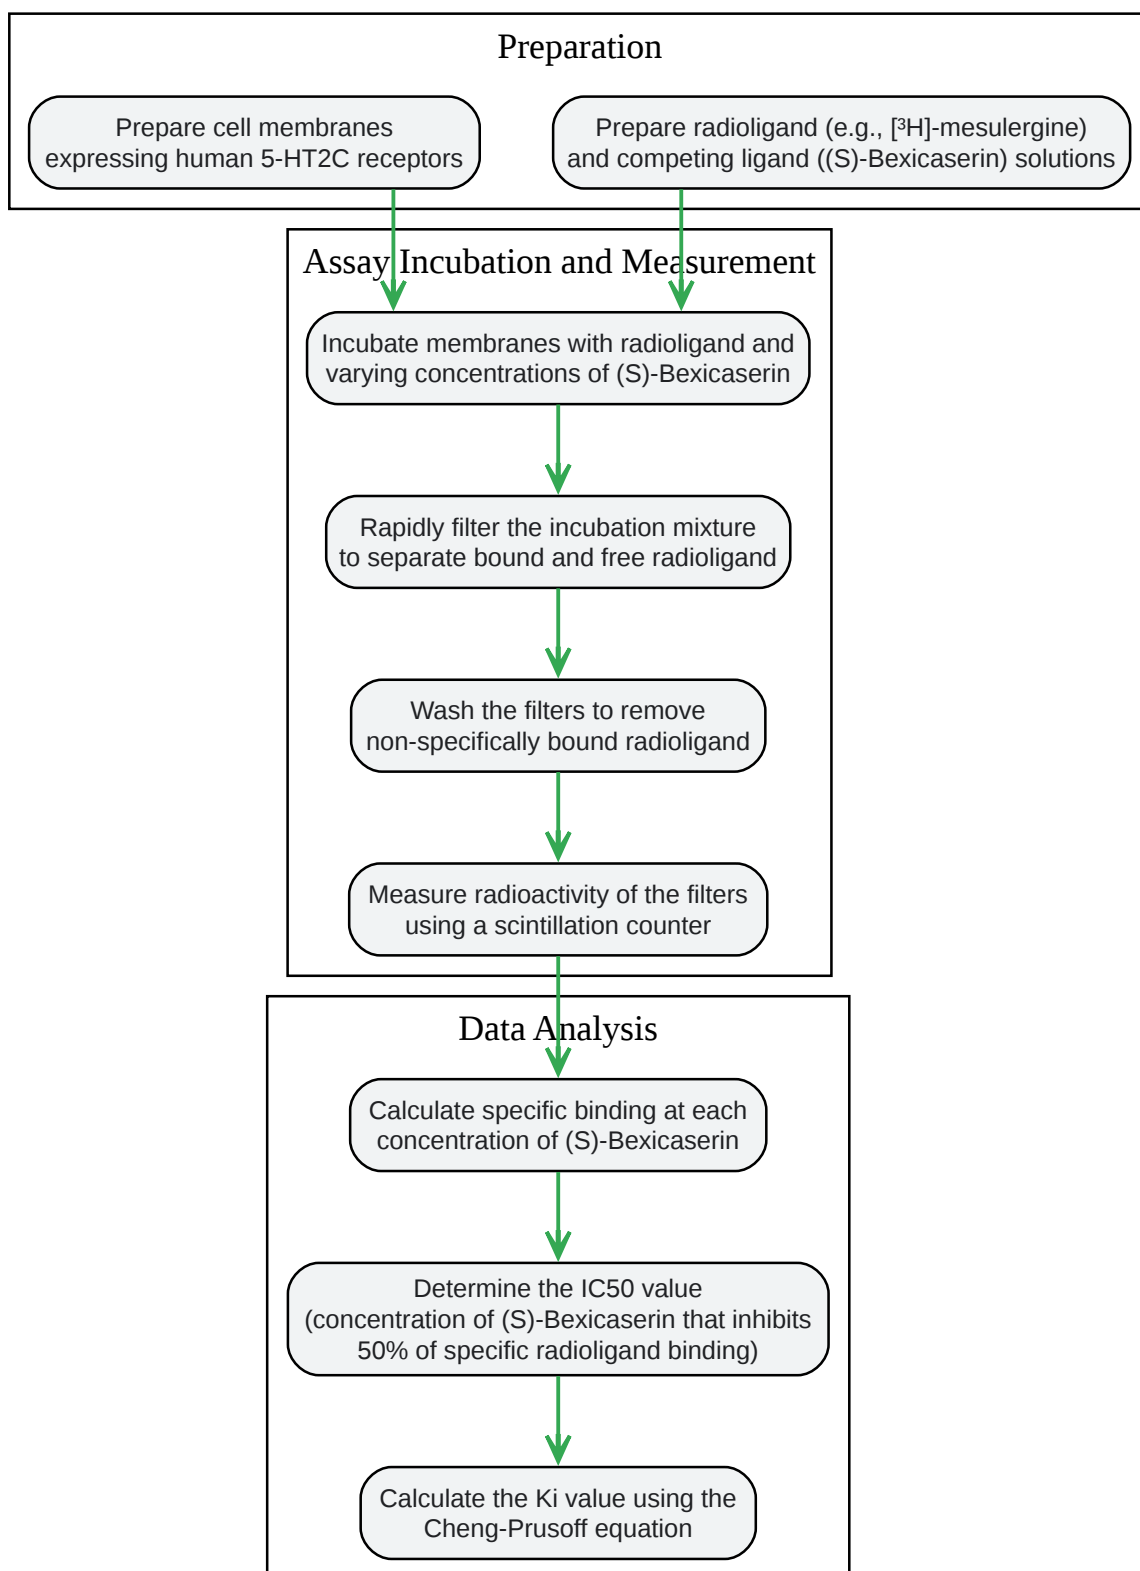 Preparation
Prepare cell membranes
expressing human 5-HT2C receptors
Prepare radioligand (e.g., [³H]-mesulergine)
and competing ligand ((S)-Bexicaserin) solutions
Assay Incubation and Measurement
Incubate membranes with radioligand and
varying concentrations of (S)-Bexicaserin
Rapidly filter the incubation mixture
to separate bound and free radioligand
Wash the filters to remove
non-specifically bound radioligand
Measure radioactivity of the filters
using a scintillation counter
Data Analysis
Calculate specific binding at each
concentration of (S)-Bexicaserin
Determine the IC50 value
(concentration of (S)-Bexicaserin that inhibits
50% of specific radioligand binding)
Calculate the Ki value using the
Cheng-Prusoff equation